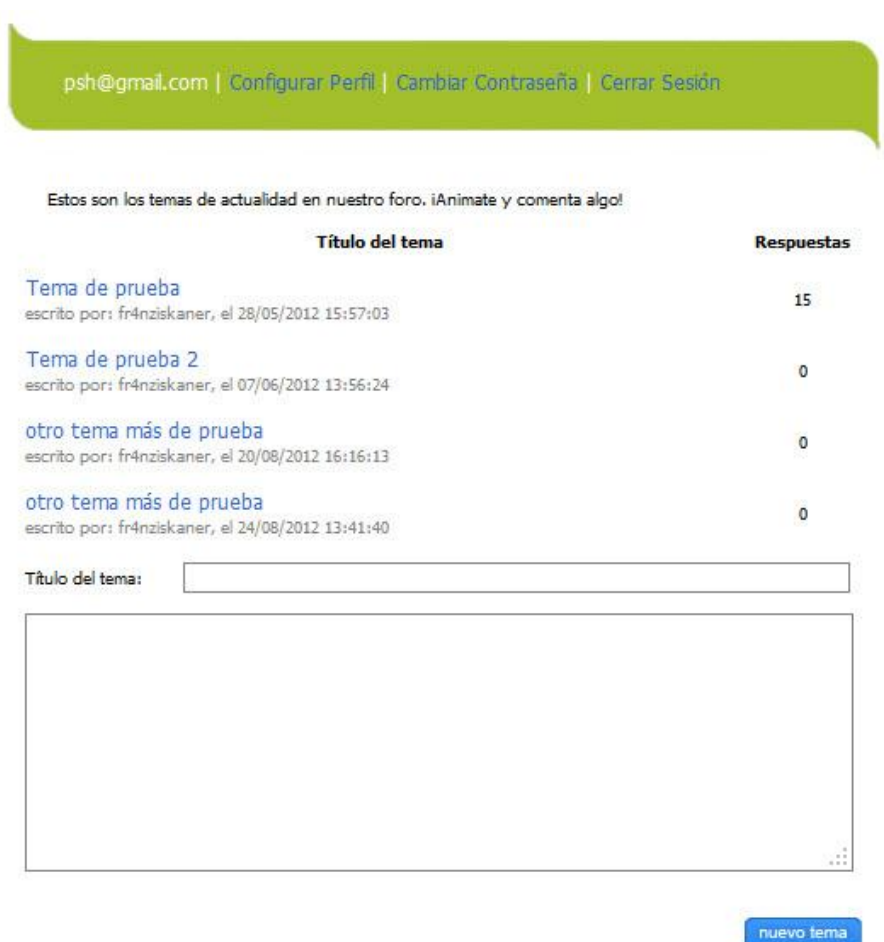 psh@gmail.com | Configurar Perfil | Cambiar Contraseña | Cerrar Sesión
Estos son los temas de actualidad en nuestro foro. ¡Animate y comenta algo!
Título del tema Respuestas
Tema de prueba
escrito por: fr4nziskaner, el 28/05/2012 15:57:03
15
Tema de prueba 2
escrito por: fr4nziskaner, el 07/06/2012 13:56:24
0
otro tema más de prueba
escrito por: fr4nziskaner, el 20/08/2012 16:16:13
0
otro tema más de prueba
escrito por: fr4nziskaner, el 24/08/2012 13:41:40
0
Título del tema:
nuevo tema